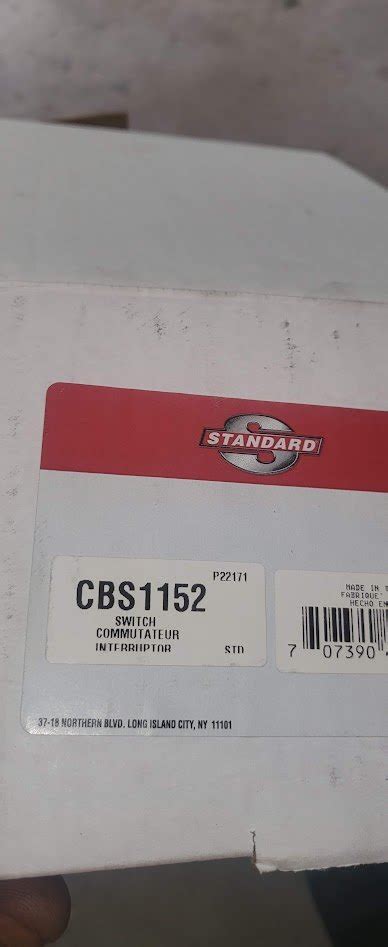 STANDARD
P22171
CBS1152
SWITCH
COMMUTATEUR
INTERRUPTOR STD
MADE IN
FABRIQUE
HECHO EN
7 07390
37-18 NORTHERN BLVD. LONG ISLAND CITY, NY 11101